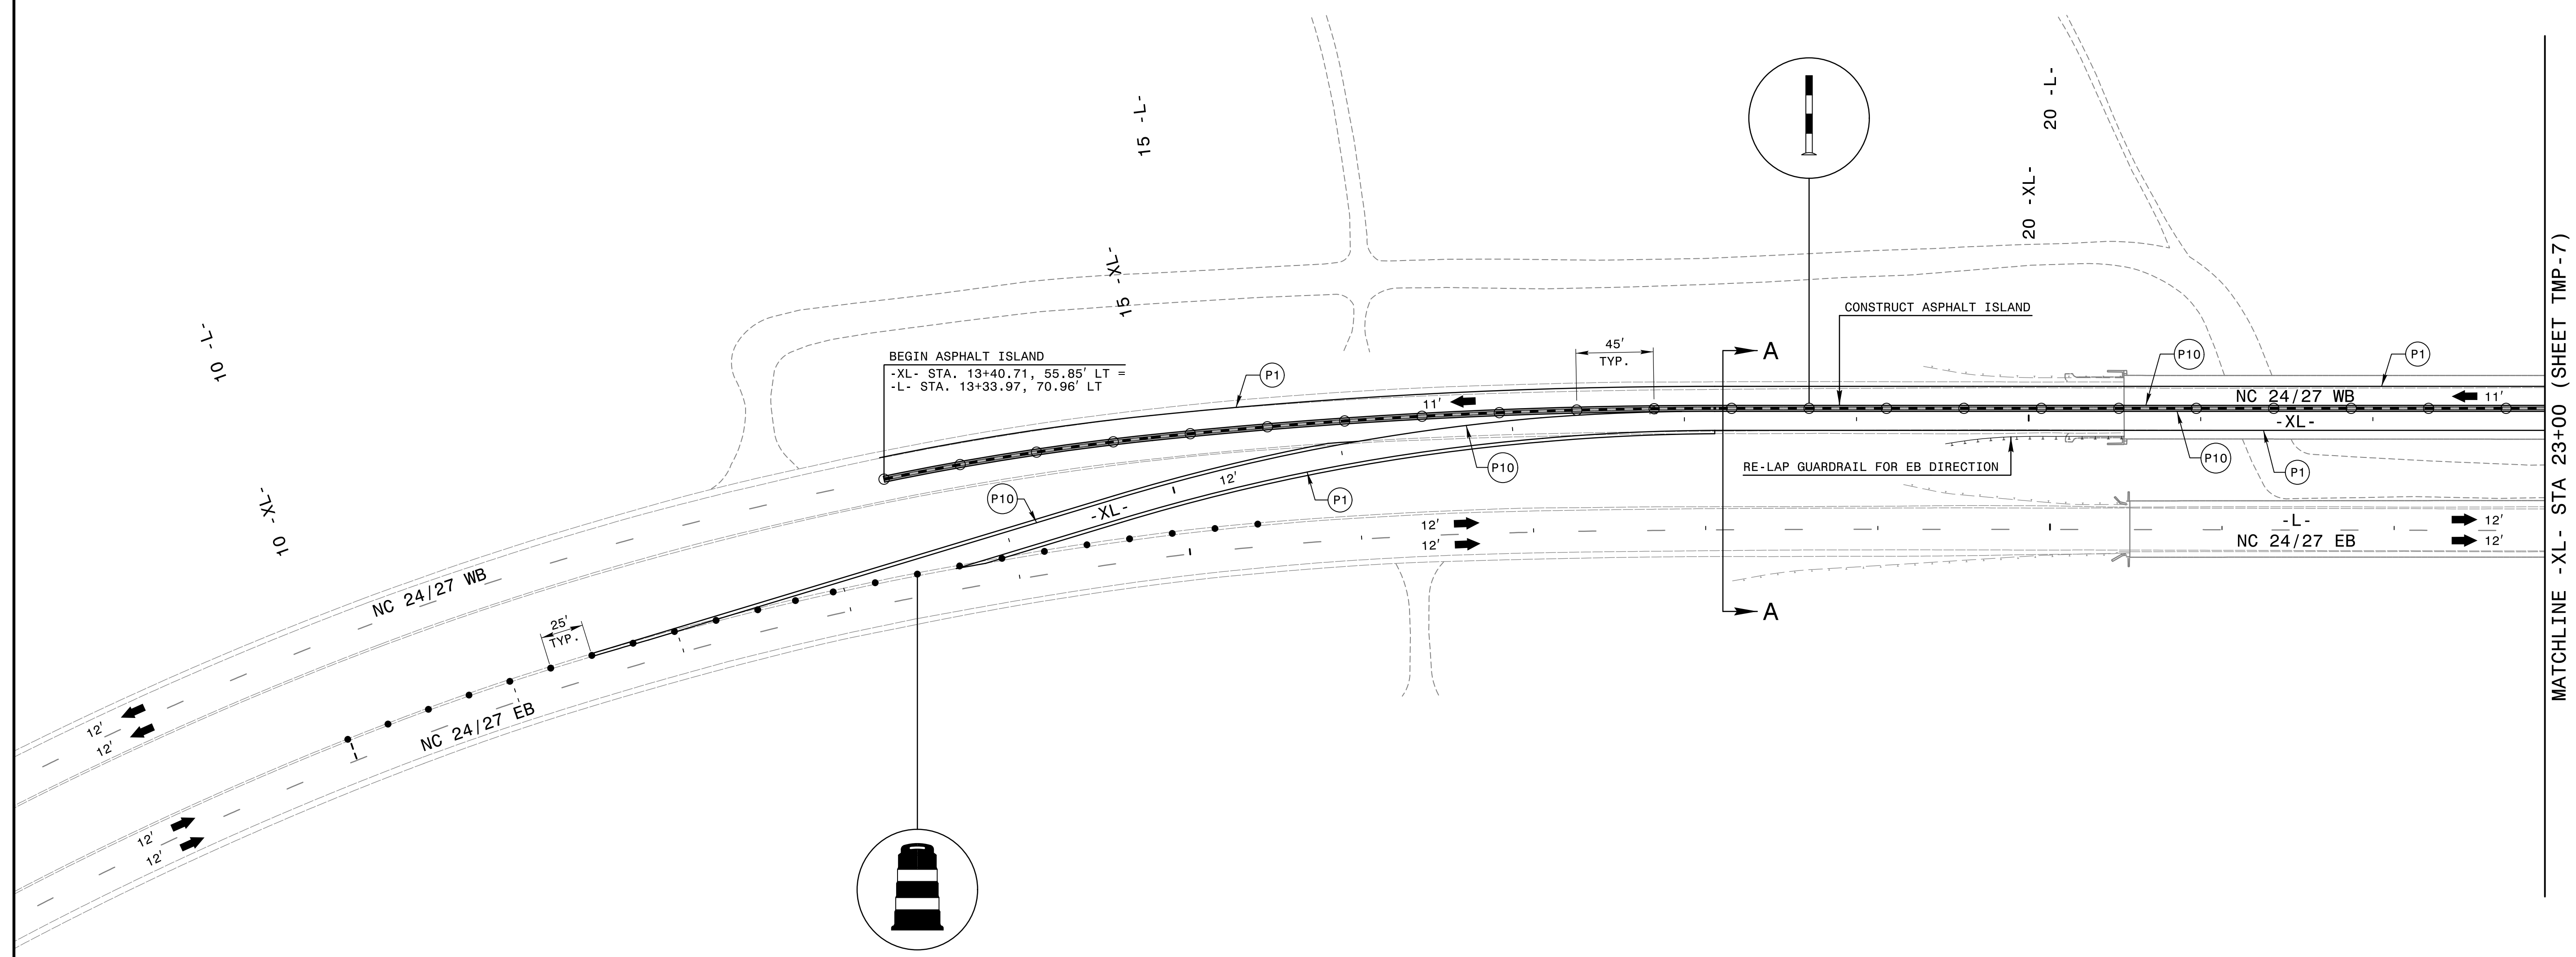 15 -L-
20 -L-
20 -XL-
15 -XL-
10 -L-
10 -XL-
BEGIN ASPHALT ISLAND
-XL- STA. 13+40.71, 55.85' LT =
-L- STA. 13+33.97, 70.96' LT
P1
45'
TYP.
A
CONSTRUCT ASPHALT ISLAND
P10
P1
11'
NC 24/27 WB
11'
-XL-
P10
P1
RE-LAP GUARDRAIL FOR EB DIRECTION
P10
P10
12'
P1
-XL-
12'
12'
-L-
NC 24/27 EB
12'
12'
A
NC 24/27 WB
25'
TYP.
NC 24/27 EB
12'
12'
12'
12'
MATCHLINE -XL- STA 23+00 (SHEET TMP-7)